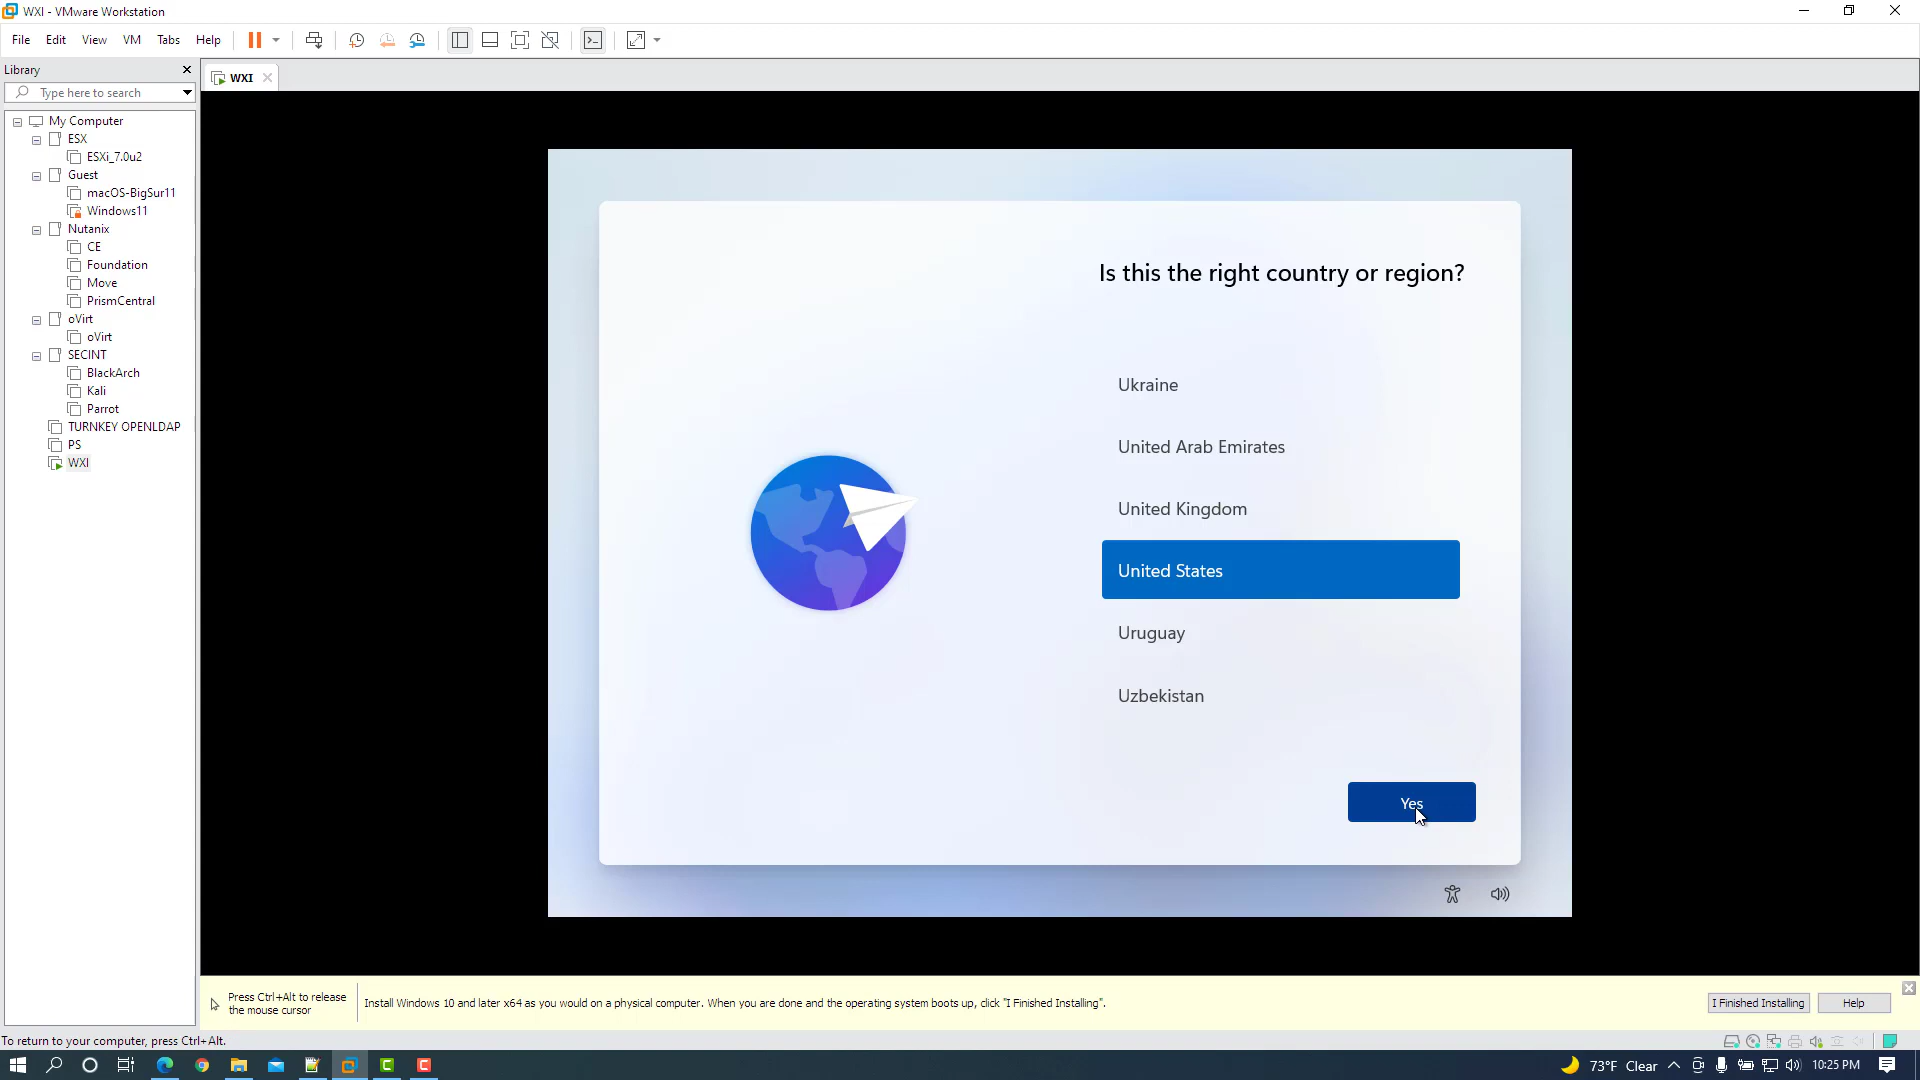 WXI - VMware Workstation
File Edit View VM Tabs Help
Library
Type here to search
My Computer
ESX
ESXi_7.0u2
Guest
macOS-BigSur11
Windows11
Nutanix
CE
Foundation
Move
PrismCentral
oVirt
oVirt
SECINT
BlackArch
Kali
Parrot
TURNKEY OPENLDAP
PS
WXI
WXI
Is this the right country or region?
Ukraine
United Arab Emirates
United Kingdom
United States
Uruguay
Uzbekistan
Yes
Press Ctrl+Alt to release
the mouse cursor
Install Windows 10 and later x64 as you would on a physical computer. When you are done and the operating system boots up, click "I Finished Installing".
I Finished Installing
Help
To return to your computer, press Ctrl+Alt.
73°F Clear
10:25 PM